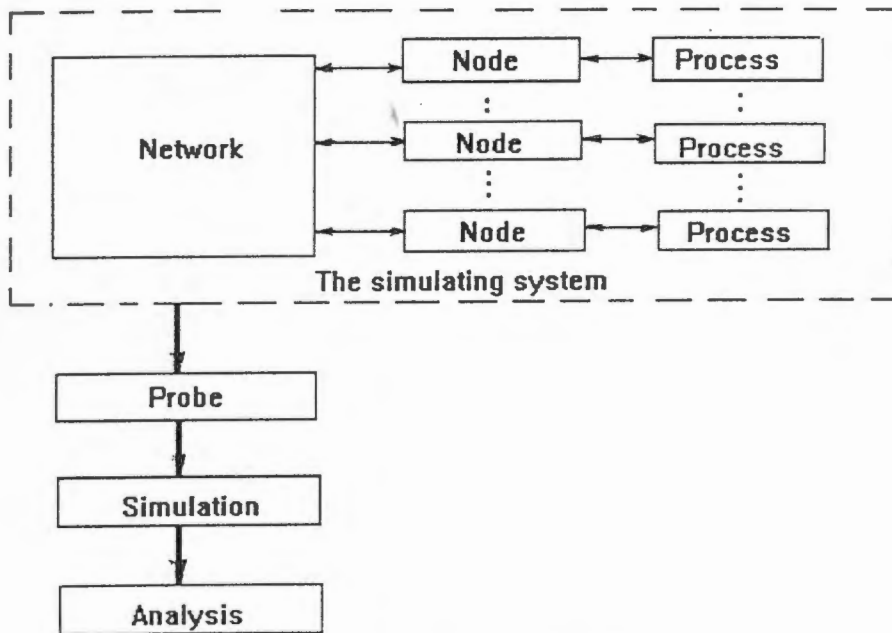 Node Process
Network Node Process
Node Process
The simulating system
Probe
Simulation
Analysis